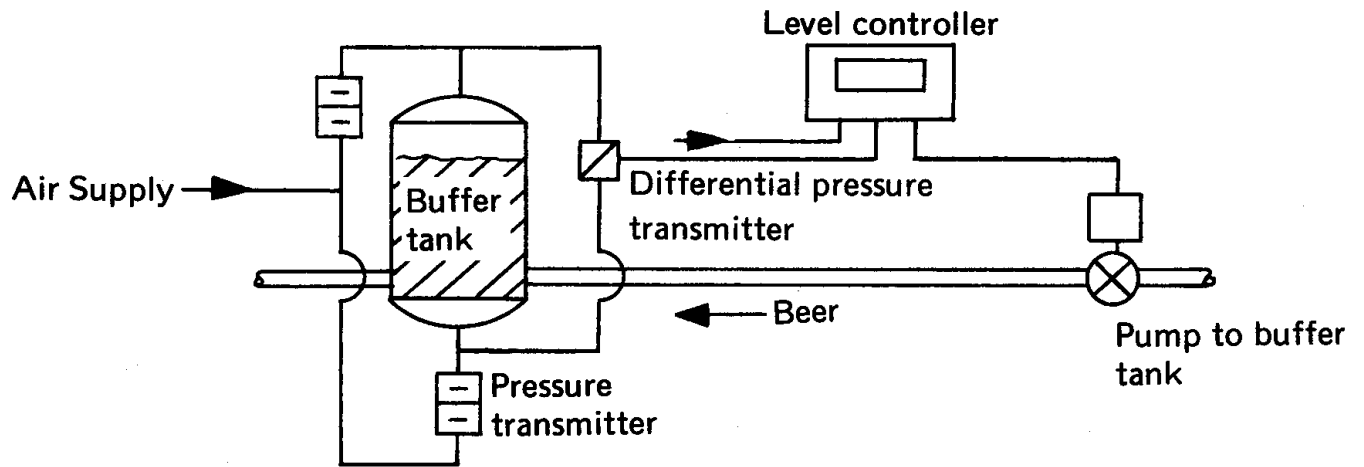 Level controller
Air Supply
Buffer
tank
Differential pressure
transmitter
Beer
Pump to buffer
tank
Pressure
transmitter